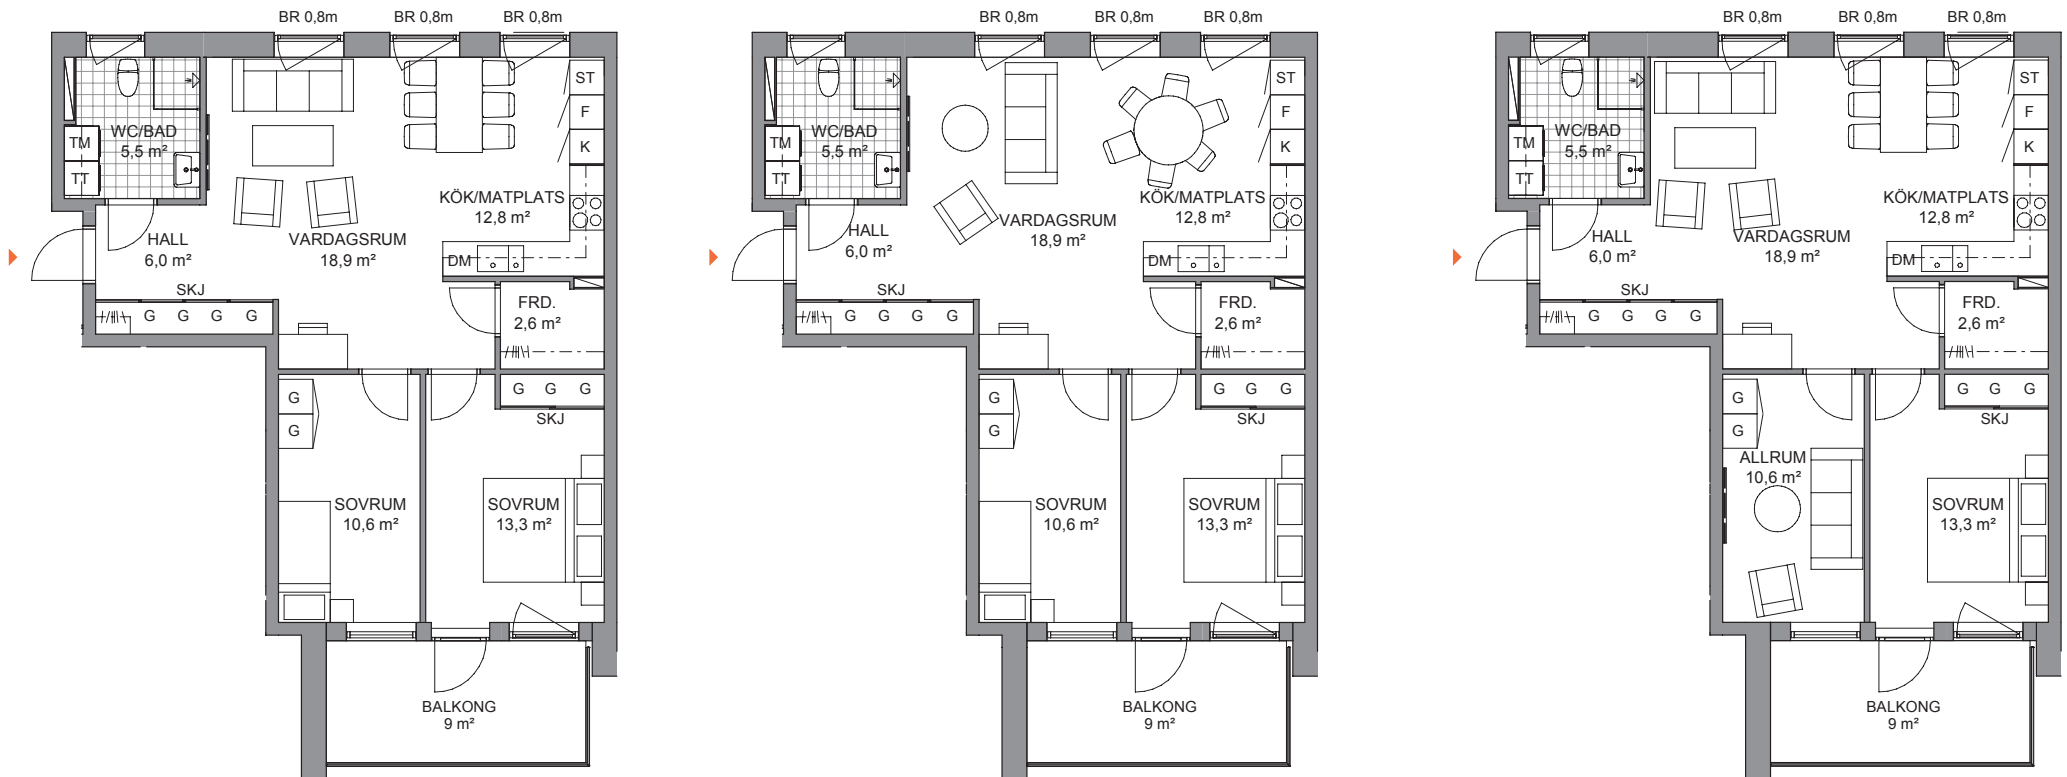 BR 0,8m
BR 0,8m
BR 0,8m
ST
F
K
TM
TT
WC/BAD
5,5 m²
KÖK/MATPLATS
12,8 m²
HALL
6,0 m²
VARDAGSRUM
18,9 m²
DM
SKJ
G G G G
FRD.
2,6 m²
G G G
SKJ
G
G
SOVRUM
10,6 m²
SOVRUM
13,3 m²
BALKONG
9 m²
BR 0,8m
BR 0,8m
BR 0,8m
ST
F
K
TM
TT
WC/BAD
5,5 m²
KÖK/MATPLATS
12,8 m²
HALL
6,0 m²
VARDAGSRUM
18,9 m²
DM
SKJ
G G G G
FRD.
2,6 m²
G G G
SKJ
G
G
SOVRUM
10,6 m²
SOVRUM
13,3 m²
BALKONG
9 m²
BR 0,8m
BR 0,8m
BR 0,8m
ST
F
K
TM
TT
WC/BAD
5,5 m²
KÖK/MATPLATS
12,8 m²
HALL
6,0 m²
VARDAGSRUM
18,9 m²
DM
SKJ
G G G G
FRD.
2,6 m²
G G G
SKJ
G
G
ALLRUM
10,6 m²
SOVRUM
13,3 m²
BALKONG
9 m²